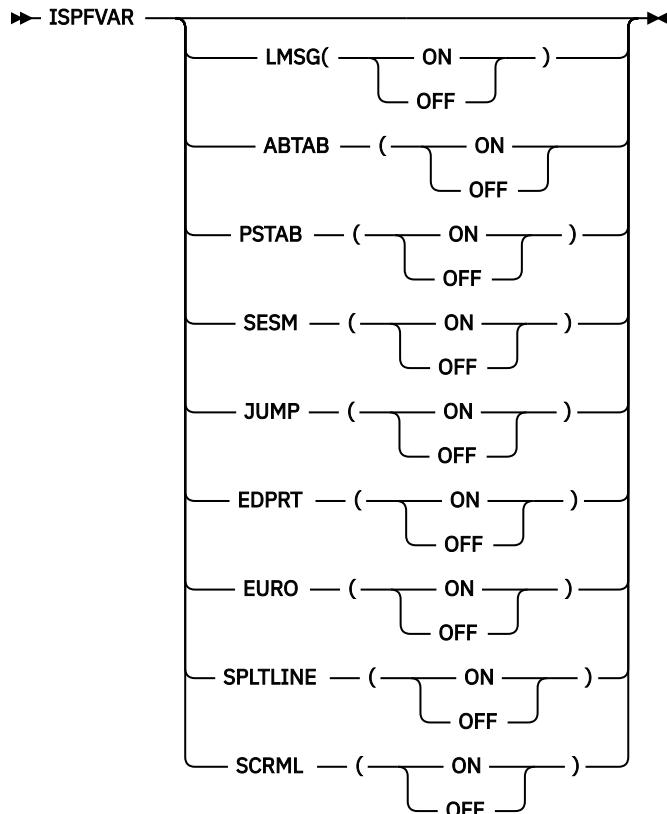 ISPFVAR
LMSG( ON )
OFF
ABTAB ( ON
OFF
PSTAB ( ON )
OFF
SESM ( ON )
OFF
JUMP ( ON )
OFF
EDPRT ( ON )
OFF
EURO ( ON )
OFF
SPLTLINE ( ON )
OFF
SCRML ( ON )
OFF